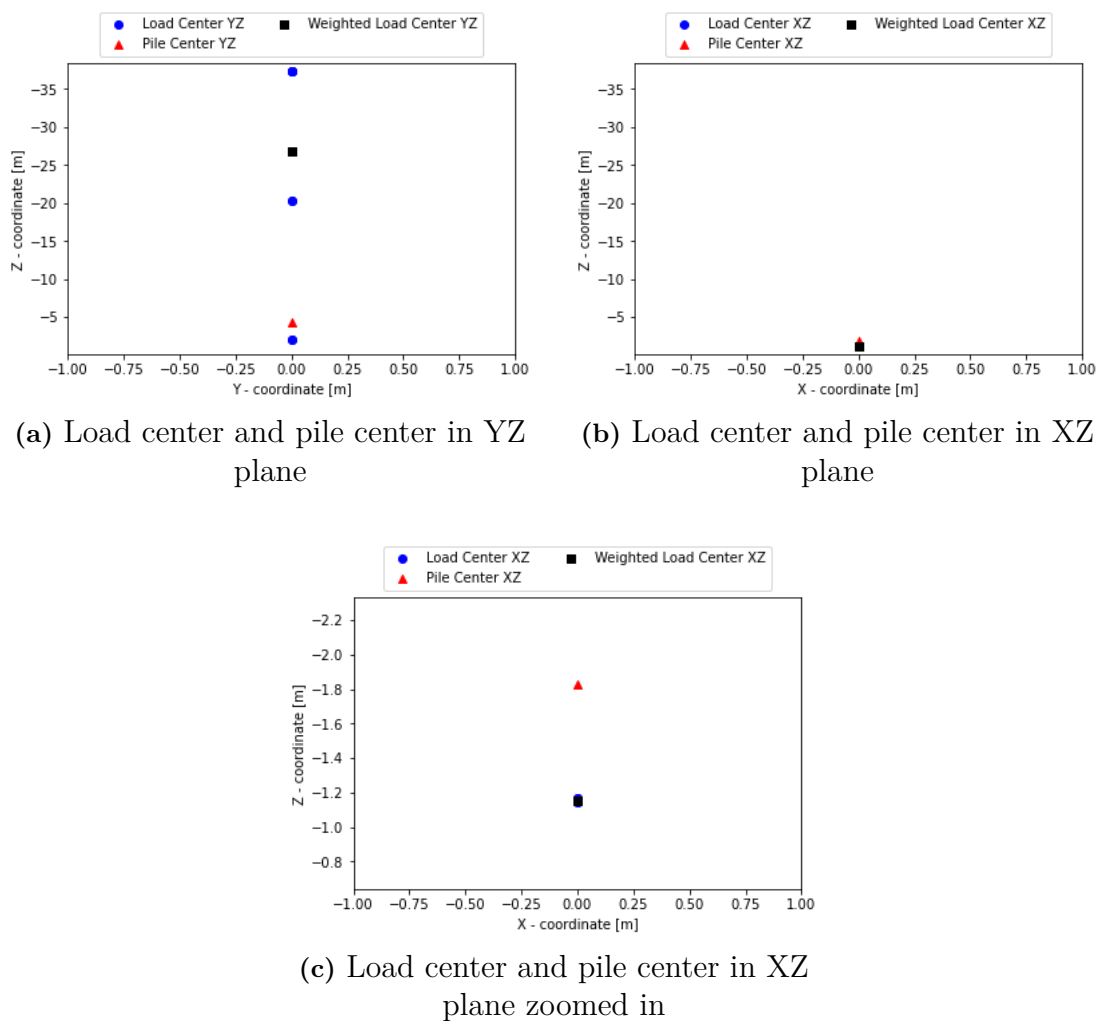 Load Center YZ
Weighted Load Center YZ
Pile Center YZ
Z - coordinate [m]
−35
−30
−25
−20
−15
−10
−5
−1.00 −0.75 −0.50 −0.25 0.00 0.25 0.50 0.75 1.00
Y - coordinate [m]
(a) Load center and pile center in YZ
plane
Load Center XZ
Weighted Load Center XZ
Pile Center XZ
Z - coordinate [m]
−35
−30
−25
−20
−15
−10
−5
−1.00 −0.75 −0.50 −0.25 0.00 0.25 0.50 0.75 1.00
X - coordinate [m]
(b) Load center and pile center in XZ
plane
Load Center XZ
Weighted Load Center XZ
Pile Center XZ
Z - coordinate [m]
−2.2
−2.0
−1.8
−1.6
−1.4
−1.2
−1.0
−0.8
−1.00 −0.75 −0.50 −0.25 0.00 0.25 0.50 0.75 1.00
X - coordinate [m]
(c) Load center and pile center in XZ
plane zoomed in